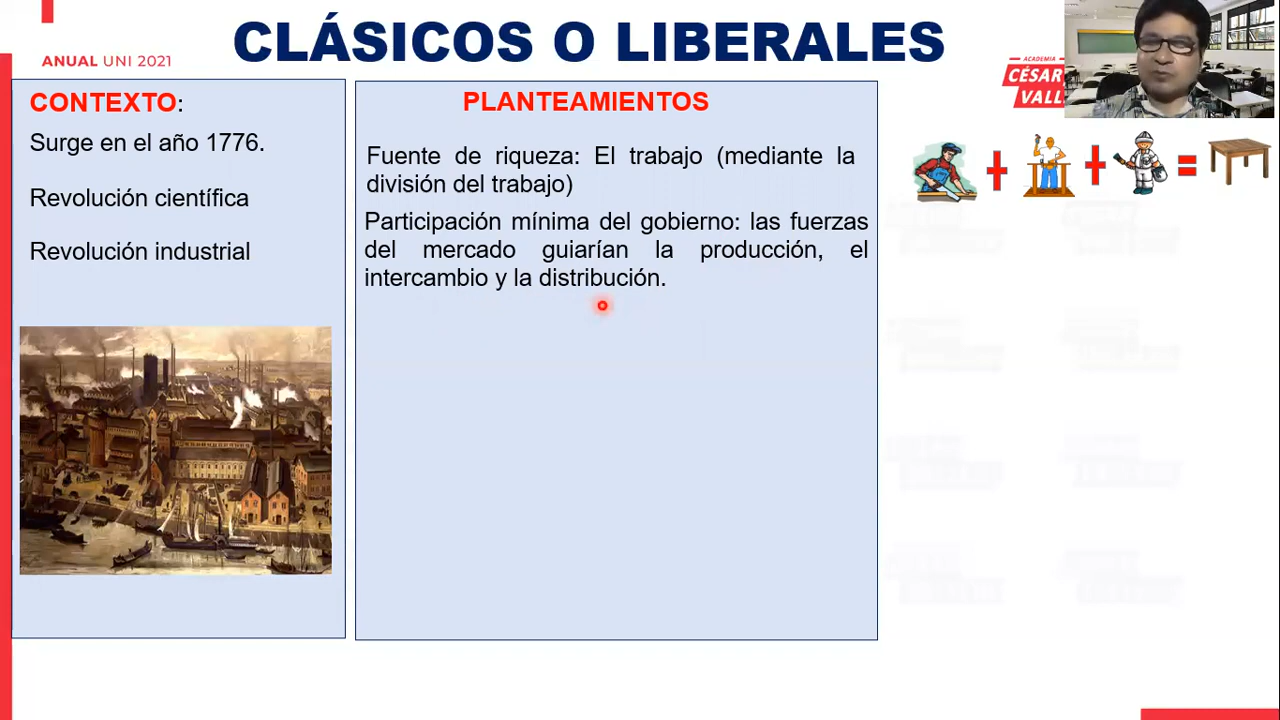 CLÁSICOS O LIBERALES
ANUAL UNI 2021
ACADEMIA
CÉSAR
VALL
CONTEXTO:
Surge en el año 1776.
Revolución científica
Revolución industrial
PLANTEAMIENTOS
Fuente de riqueza: El trabajo (mediante la
división del trabajo)
Participación mínima del gobierno: las fuerzas
del mercado guiarían la producción, el
intercambio y la distribución.